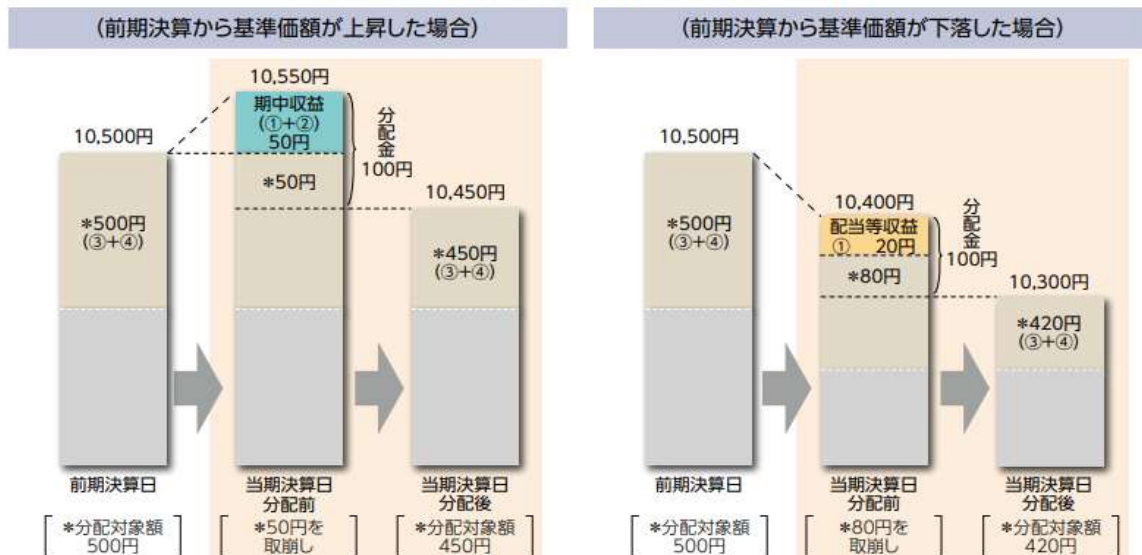 (前期決算から基準価額が上昇した場合)
10,500円
*500円
(③+④)
10,550円
期中収益
(①+②)
50円
*50円
分配金
100円
10,450円
*450円
(③+④)
前期決算日
当期決算日
分配前
当期決算日
分配後
*分配対象額
500円
*50円を
取崩し
*分配対象額
450円
(前期決算から基準価額が下落した場合)
10,500円
*500円
(③+④)
10,400円
配当等収益
① 20円
*80円
分配金
100円
10,300円
*420円
(③+④)
前期決算日
当期決算日
分配前
当期決算日
分配後
*分配対象額
500円
*80円を
取崩し
*分配対象額
420円